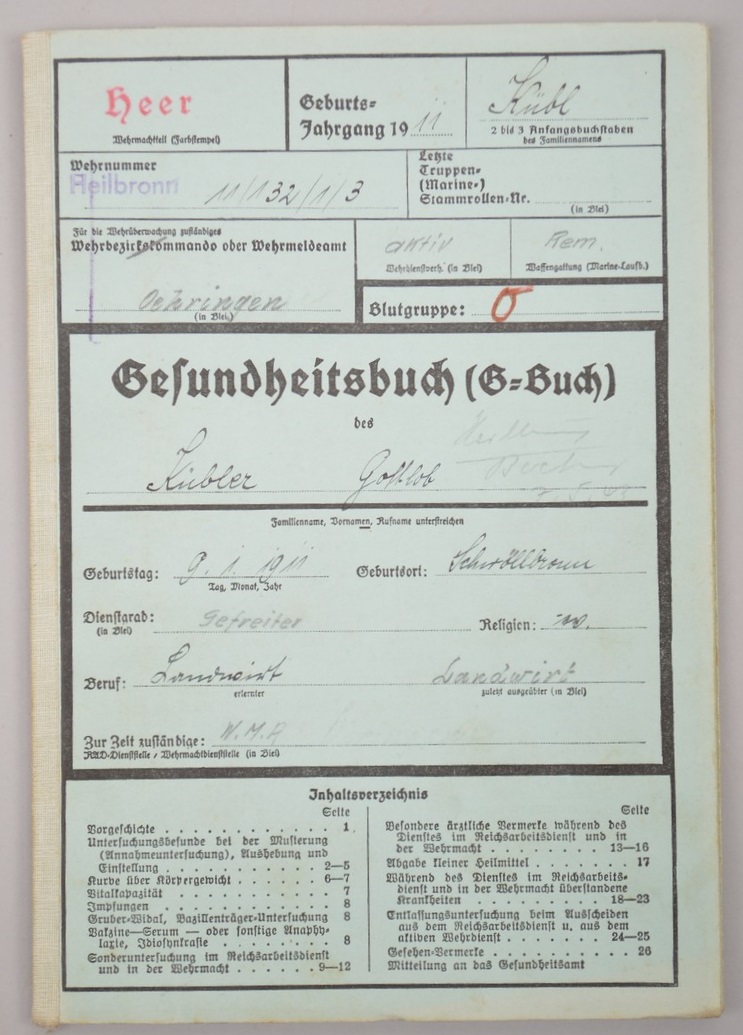 Heer
Wehrmachtteil (Farbstempel)
Geburts-
Jahrgang 19 11
Kübl
2 bis 3 Anfangsbuchstaben
des Familiennamens
Wehrnummer
Heilbronn
11/132/1/3
Letzte
Truppen-
(Marine-)
Stammrollen-Nr.
(in Blei)
Für die Wehrüberwachung zuständiges
Wehrbezirkskommando oder Wehrmeldeamt
Oehringen
(in Blei)
aktiv
Wehrdienstverh. (in Blei)
Rem.
Waffengattung (Marine-Laufb.)
Blutgruppe: O
Gesundheitsbuch (G-Buch)
des
Kübler Gottlob
Familienname, Vornamen, Rufname unterstreichen
Geburtstag: 9. 1. 1911 Geburtsort:
Tag, Monat, Jahr
Dienstgrad: Gefreiter Religion: ev.
(in Blei)
Beruf: Landwirt Landwirt
erlernter zuletzt ausgeübter (in Blei)
Zur Zeit zuständige: W.M.A
RAD-Dienststelle / Wehrmachtdienststelle (in Blei)
Inhaltsverzeichnis
Seite
Vorgeschichte . . . . . . . . . . . . 1
Untersuchungsbefunde bei der Musterung
(Annahmeuntersuchung), Aushebung und
Einstellung . . . . . . . . . . . . 2—5
Kurve über Körpergewicht . . . . . . 6—7
Vitalkapazität . . . . . . . . . . . 7
Impfungen . . . . . . . . . . . . . 8
Gruber-Widal, Bazillenträger-Untersuchung 8
Vakzine—Serum — oder sonstige Anaphy-
laxie, Idiosynkrasie . . . . . . . . 8
Sonderuntersuchung im Reichsarbeitsdienst
und in der Wehrmacht . . . . . . 9—12
Seite
Besondere ärztliche Vermerke während des
Dienstes im Reichsarbeitsdienst und in
der Wehrmacht . . . . . . . . . 13—16
Abgabe kleiner Heilmittel . . . . . . . 17
Während des Dienstes im Reichsarbeits-
dienst und in der Wehrmacht überstandene
Krankheiten . . . . . . . . . . 18—23
Entlassungsuntersuchung beim Ausscheiden
aus dem Reichsarbeitsdienst u. aus dem
aktiven Wehrdienst . . . . . . . 24—25
Gesehen-Vermerke . . . . . . . . . . 26
Mitteilung an das Gesundheitsamt